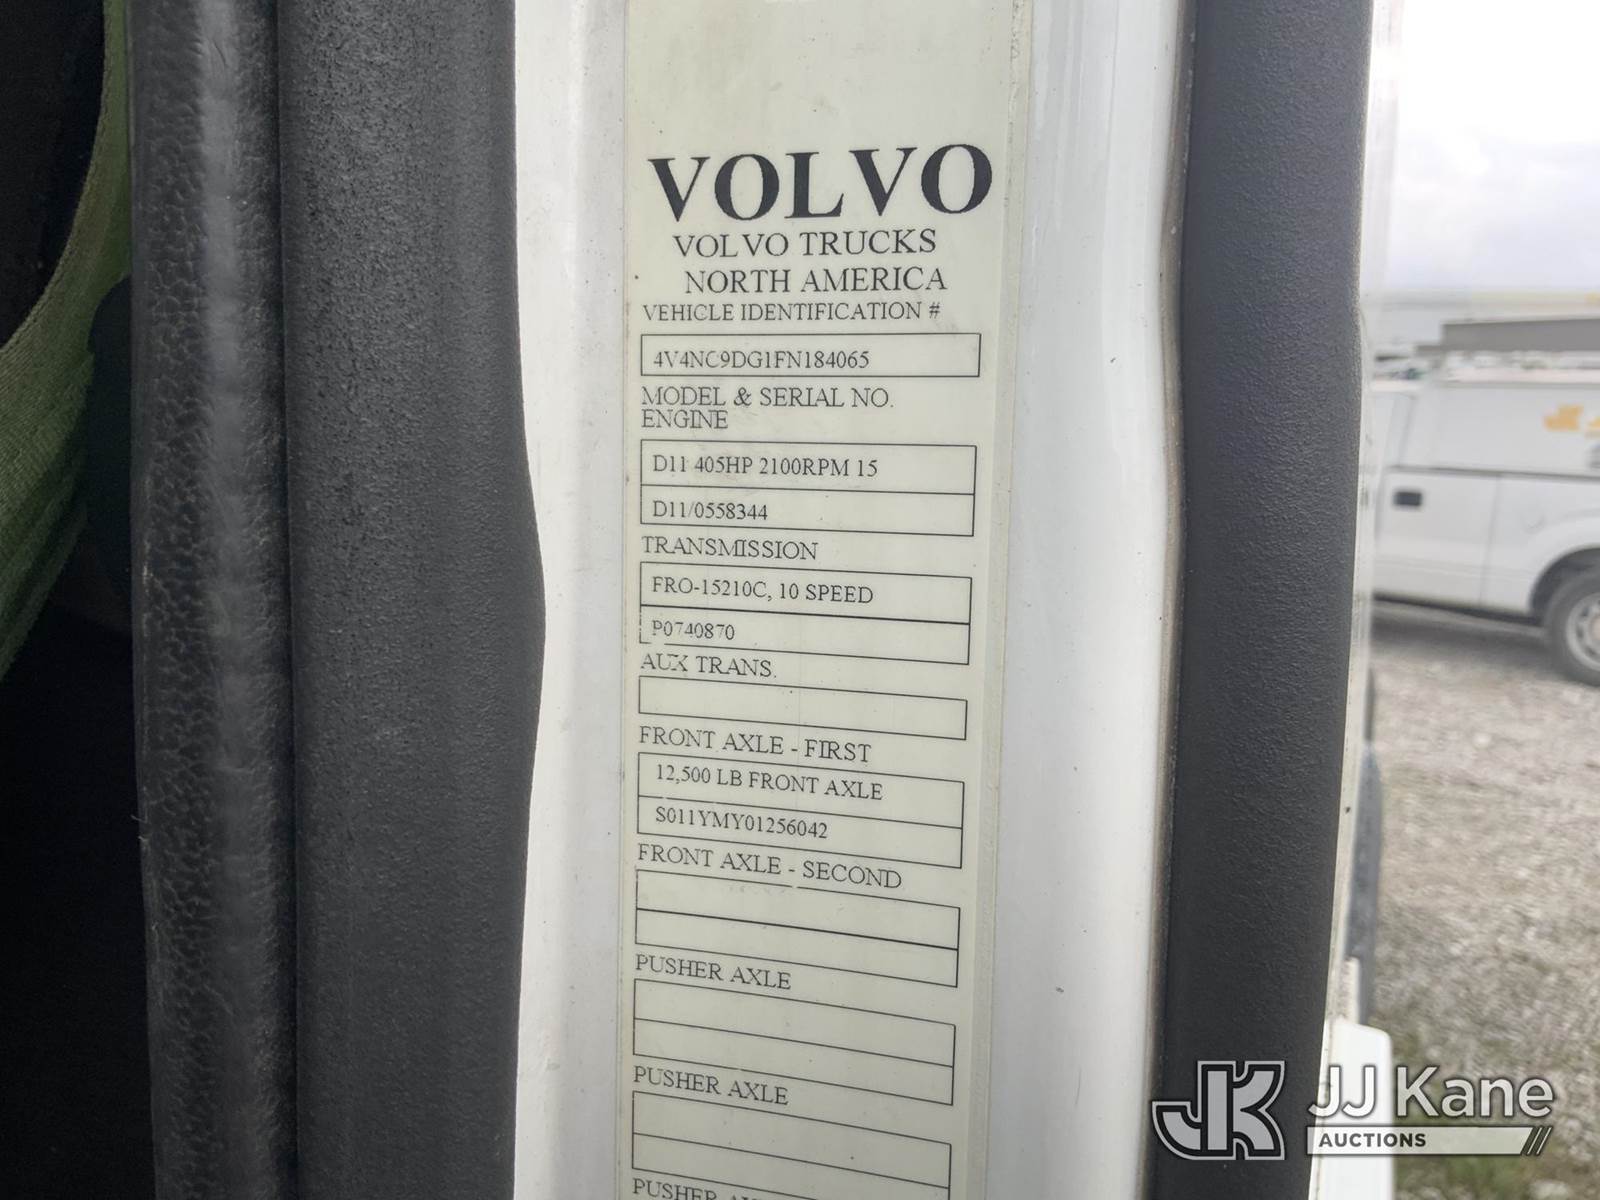 VOLVO
VOLVO TRUCKS
NORTH AMERICA
VEHICLE IDENTIFICATION #
4V4NC9DG1FN184065
MODEL & SERIAL NO.
ENGINE
D11 405HP 2100RPM 15
D11/0558344
TRANSMISSION
FRO-15210C, 10 SPEED
P0740870
AUX TRANS.
FRONT AXLE - FIRST
12,500 LB FRONT AXLE
S011YMY01256042
FRONT AXLE - SECOND
PUSHER AXLE
PUSHER AXLE
PUSHER
JK JJ Kane
AUCTIONS